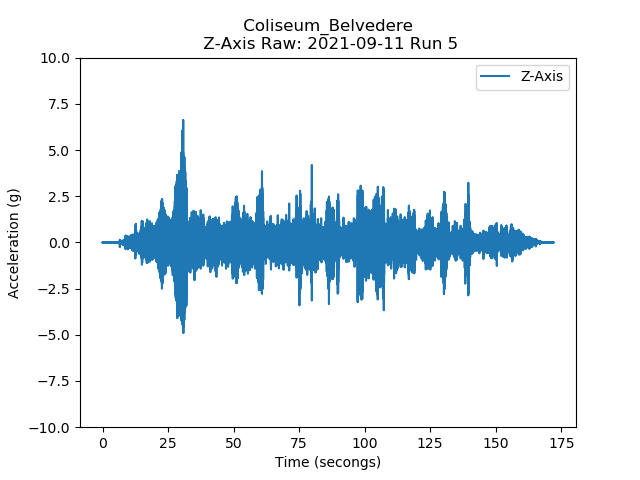 Coliseum_Belvedere
Z-Axis Raw: 2021-09-11 Run 5
Z-Axis
10.0
7.5
5.0
2.5
0.0
−2.5
−5.0
−7.5
−10.0
Acceleration (g)
0 25 50 75 100 125 150 175
Time (secongs)